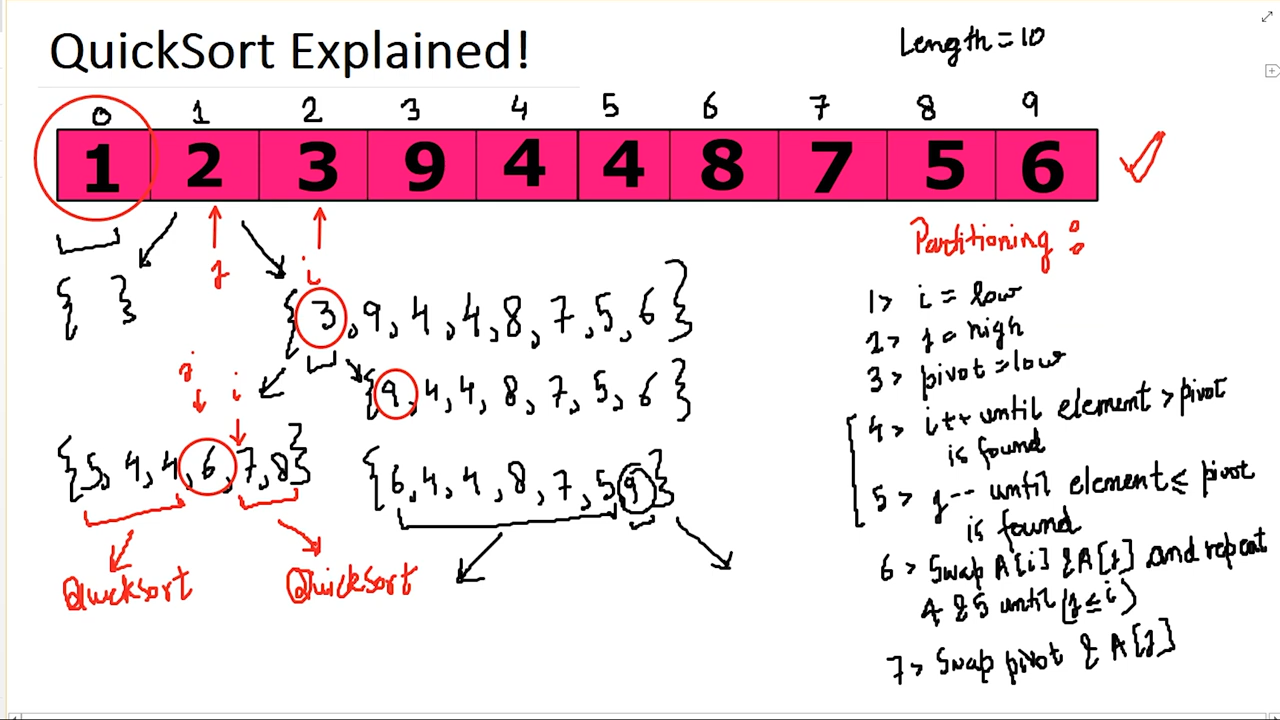 QuickSort Explained!
Length = 10
0 1 2 3 4 5 6 7 8 9
1 2 3 9 4 4 8 7 5 6
Partitioning :
j i
{ } {3, 9, 4, 4, 8, 7, 5, 6}
{9, 4, 4, 8, 7, 5, 6}
j i
{5, 4, 4, 6, 7, 8} {6, 4, 4, 8, 7, 5 9}
QuickSort QuickSort
1> i = low
2> j = high
3> pivot = low
4> i++ until element > pivot
is found
5> j-- until element ≤ pivot
is found
6> Swap A[i] & A[j] and repeat
4 & 5 until (j ≤ i)
7> Swap pivot & A[j]